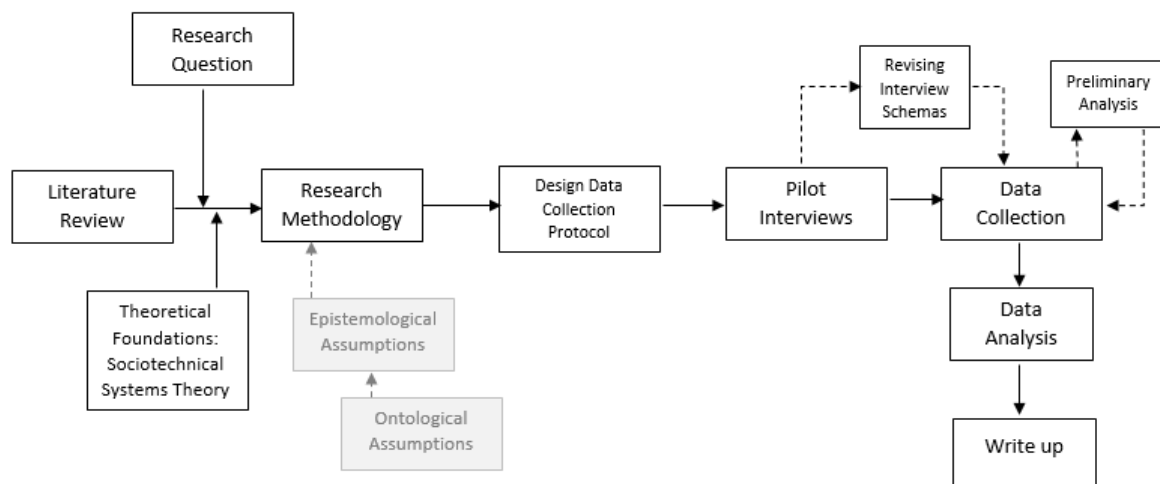 Research
Question
Revising
Interview
Schemas
Preliminary
Analysis
Literature
Review
Research
Methodology
Design Data
Collection
Protocol
Pilot
Interviews
Data
Collection
Theoretical
Foundations:
Sociotechnical
Systems Theory
Epistemological
Assumptions
Ontological
Assumptions
Data
Analysis
Write up